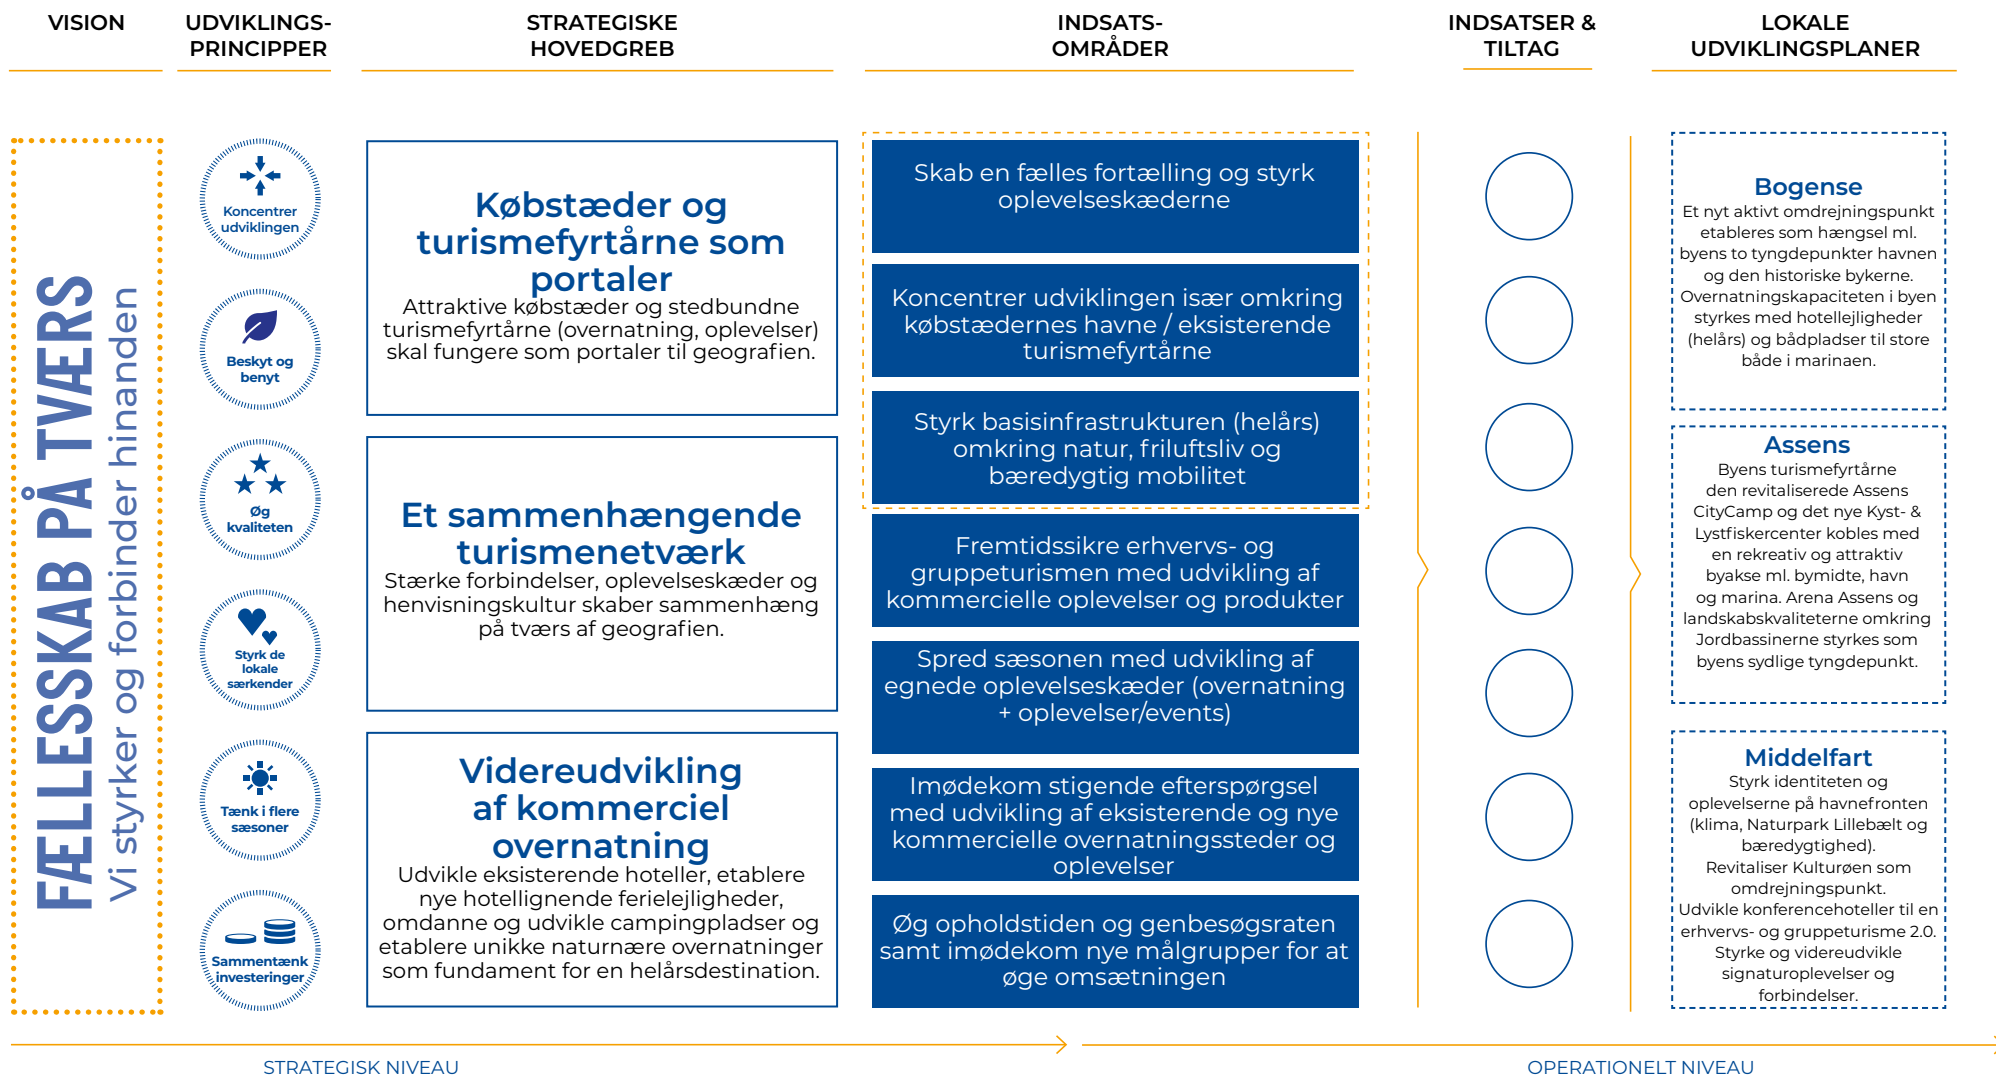 VISION
UDVIKLINGS-
PRINCIPPER
STRATEGISKE
HOVEDGREB
INDSATS-
OMRÅDER
INDSATSER &
TILTAG
LOKALE
UDVIKLINGSPLANER
FÆLLESSKAB PÅ TVÆRS
Vi styrker og forbinder hinanden
Koncentrer
udviklingen
Beskyt og
benyt
Øg
kvaliteten
Styrk de
lokale
særkender
Tænk i flere
sæsoner
Sammentænk
investeringer
Købstæder og
turismefyrtårne som
portaler
Attraktive købstæder og stedbundne
turismefyrtårne (overnatning, oplevelser)
skal fungere som portaler til geografien.
Et sammenhængende
turismenetværk
Stærke forbindelser, oplevelseskæder og
henvisningskultur skaber sammenhæng
på tværs af geografien.
Videreudvikling
af kommerciel
overnatning
Udvikle eksisterende hoteller, etablere
nye hotellignende ferielejligheder,
omdanne og udvikle campingpladser og
etablere unikke naturnære overnatninger
som fundament for en helårsdestination.
Skab en fælles fortælling og styrk
oplevelseskæderne
Koncentrer udviklingen især omkring
købstædernes havne / eksisterende
turismefyrtårne
Styrk basisinfrastrukturen (helårs)
omkring natur, friluftsliv og
bæredygtig mobilitet
Fremtidssikre erhvervs- og
gruppeturismen med udvikling af
kommercielle oplevelser og produkter
Spred sæsonen med udvikling af
egnede oplevelseskæder (overnatning
+ oplevelser/events)
Imødekom stigende efterspørgsel
med udvikling af eksisterende og nye
kommercielle overnatningssteder og
oplevelser
Øg opholdstiden og genbesøgsraten
samt imødekom nye målgrupper for at
øge omsætningen
Bogense
Et nyt aktivt omdrejningspunkt
etableres som hængsel ml.
byens to tyngdepunkter havnen
og den historiske bykerne.
Overnatningskapaciteten i byen
styrkes med hotellejligheder
(helårs) og bådpladser til store
både i marinaen.
Assens
Byens turismefyrtårne
den revitaliserede Assens
CityCamp og det nye Kyst- &
Lystfiskercenter kobles med
en rekreativ og attraktiv
byakse ml. bymidte, havn
og marina. Arena Assens og
landskabskvaliteterne omkring
Jordbassinerne styrkes som
byens sydlige tyngdepunkt.
Middelfart
Styrk identiteten og
oplevelserne på havnefronten
(klima, Naturpark Lillebælt og
bæredygtighed).
Revitaliser Kulturøen som
omdrejningspunkt.
Udvikle konferencehoteller til en
erhvervs- og gruppeturisme 2.0.
Styrke og videreudvikle
signaturoplevelser og
forbindelser.
STRATEGISK NIVEAU
OPERATIONELT NIVEAU